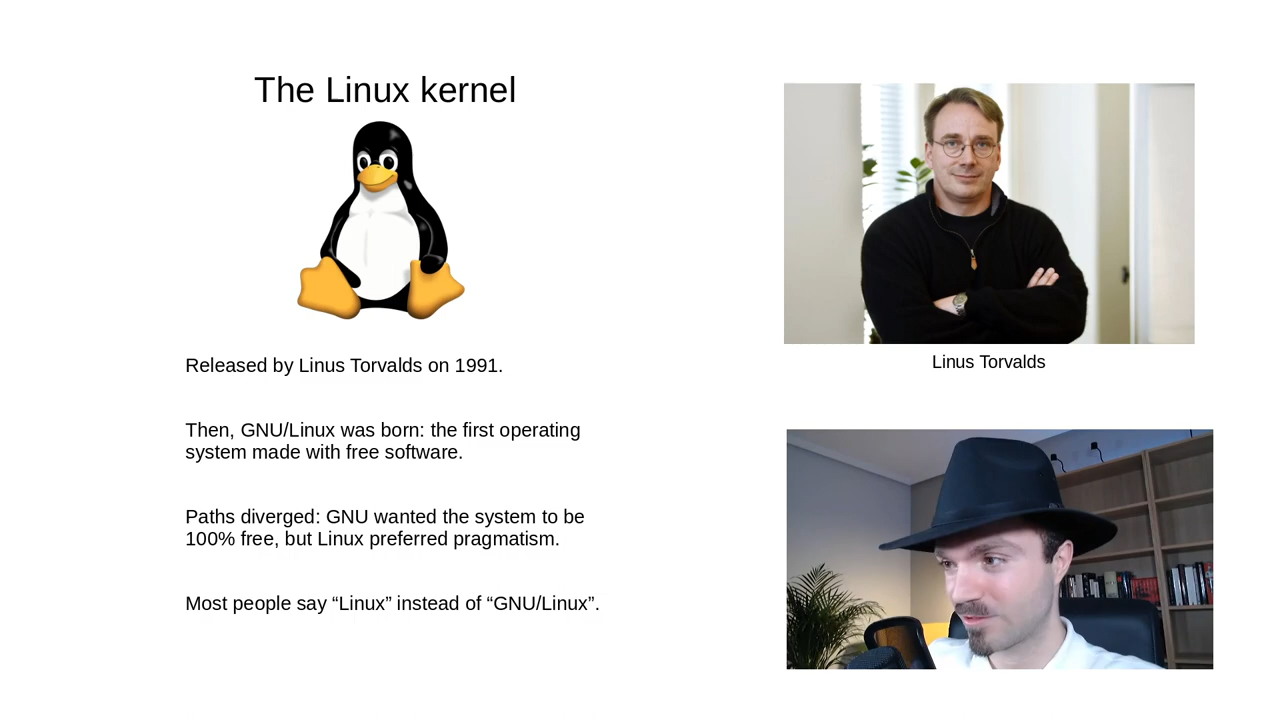 The Linux kernel
Released by Linus Torvalds on 1991.
Then, GNU/Linux was born: the first operating
system made with free software.
Paths diverged: GNU wanted the system to be
100% free, but Linux preferred pragmatism.
Most people say “Linux” instead of “GNU/Linux”.
Linus Torvalds